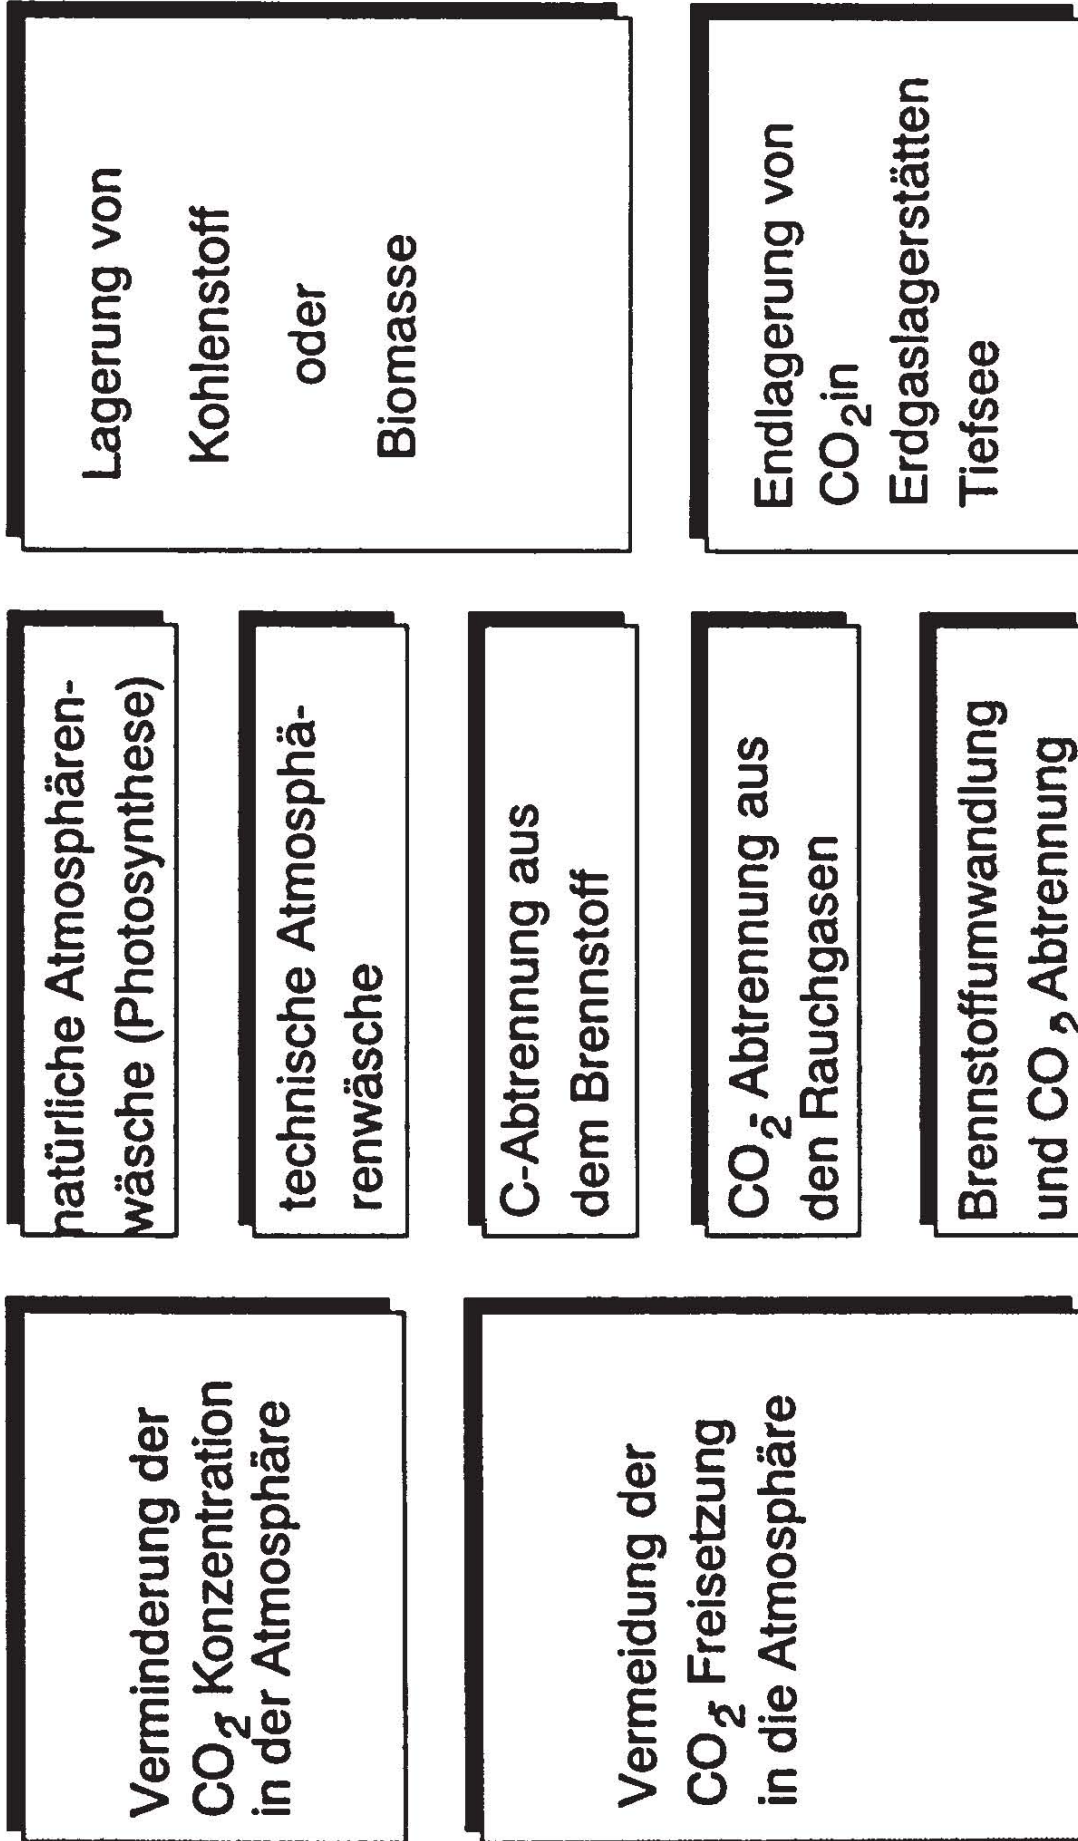 Verminderung der
CO₂- Konzentration
in der Atmosphäre
Vermeidung der
CO₂- Freisetzung
in die Atmosphäre
natürliche Atmosphären-
wäsche (Photosynthese)
technische Atmosphä-
renwäsche
C-Abtrennung aus
dem Brennstoff
CO₂- Abtrennung aus
den Rauchgasen
Brennstoffumwandlung
und CO₂ Abtrennung
Lagerung von
Kohlenstoff
oder
Biomasse
Endlagerung von
CO₂in
Erdgaslagerstätten
Tiefsee